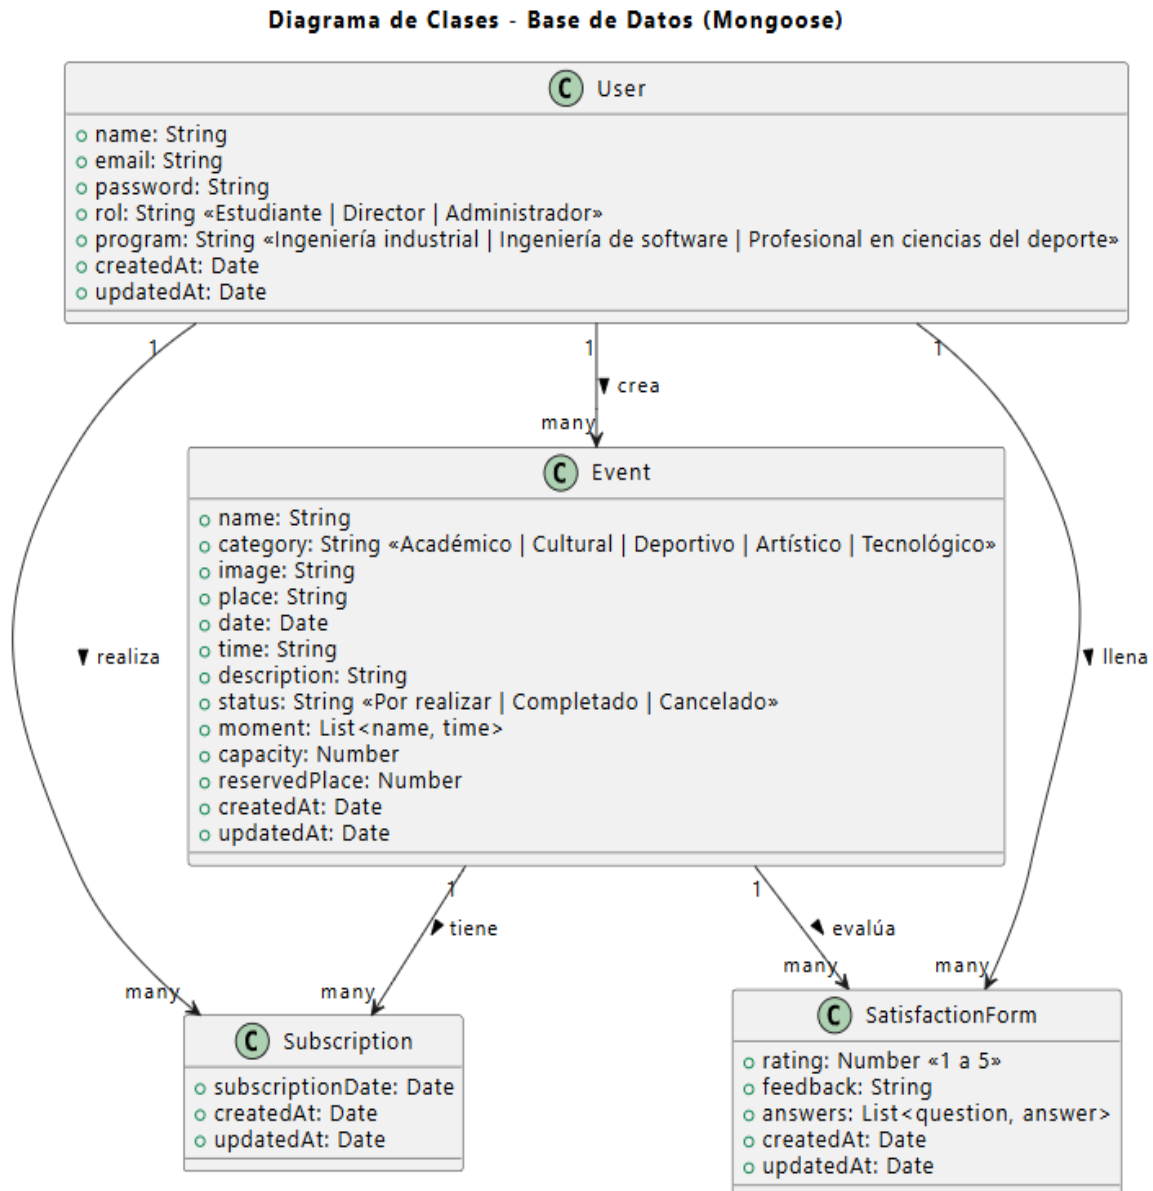 Diagrama de Clases - Base de Datos (Mongoose)
C User
name: String
email: String
password: String
rol: String «Estudiante | Director | Administrador»
program: String «Ingeniería industrial | Ingeniería de software | Profesional en ciencias del deporte»
createdAt: Date
updatedAt: Date
1
1
1
crea
many
C Event
name: String
category: String «Académico | Cultural | Deportivo | Artístico | Tecnológico»
image: String
place: String
date: Date
time: String
description: String
status: String «Por realizar | Completado | Cancelado»
moment: List<name, time>
capacity: Number
reservedPlace: Number
createdAt: Date
updatedAt: Date
realiza
llena
1
1
tiene
evalúa
many
many
many
many
C Subscription
subscriptionDate: Date
createdAt: Date
updatedAt: Date
C SatisfactionForm
rating: Number «1 a 5»
feedback: String
answers: List<question, answer>
createdAt: Date
updatedAt: Date